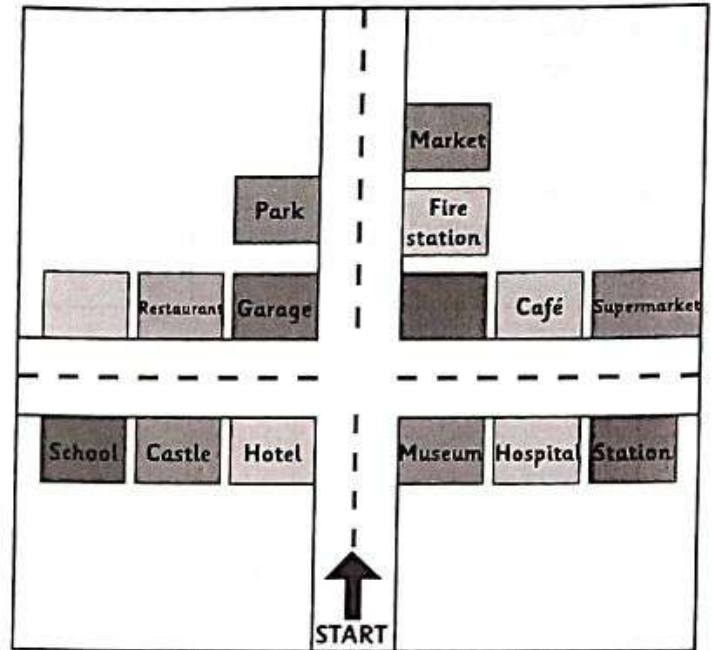 Market
Park
Fire
station
Restaurant
Garage
Café
Supermarket
School
Castle
Hotel
Museum
Hospital
Station
START